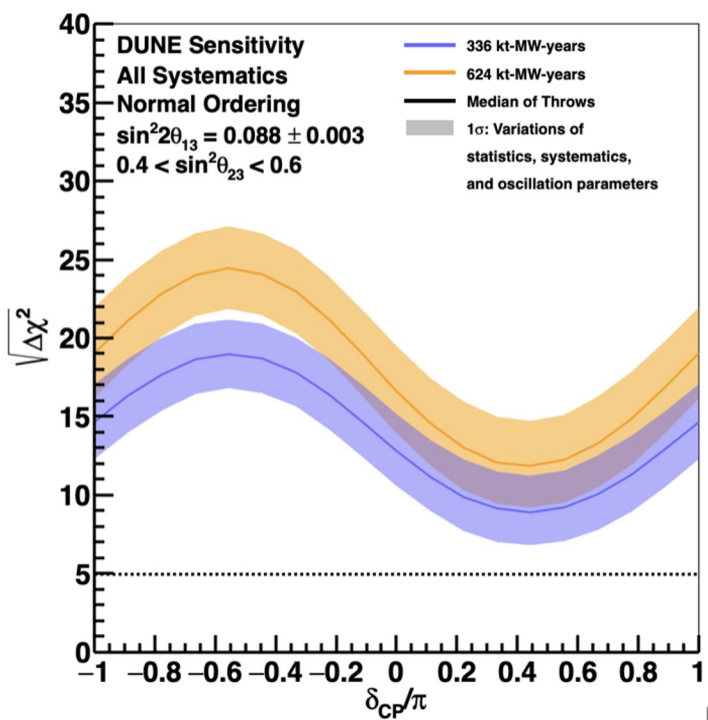 DUNE Sensitivity
All Systematics
Normal Ordering
sin²2θ₁₃ = 0.088 ± 0.003
0.4 < sin²θ₂₃ < 0.6
336 kt-MW-years
624 kt-MW-years
Median of Throws
1σ: Variations of
statistics, systematics,
and oscillation parameters
√Δχ²
40
35
30
25
20
15
10
5
0
−1 −0.8 −0.6 −0.4 −0.2 0 0.2 0.4 0.6 0.8 1
δ_CP/π